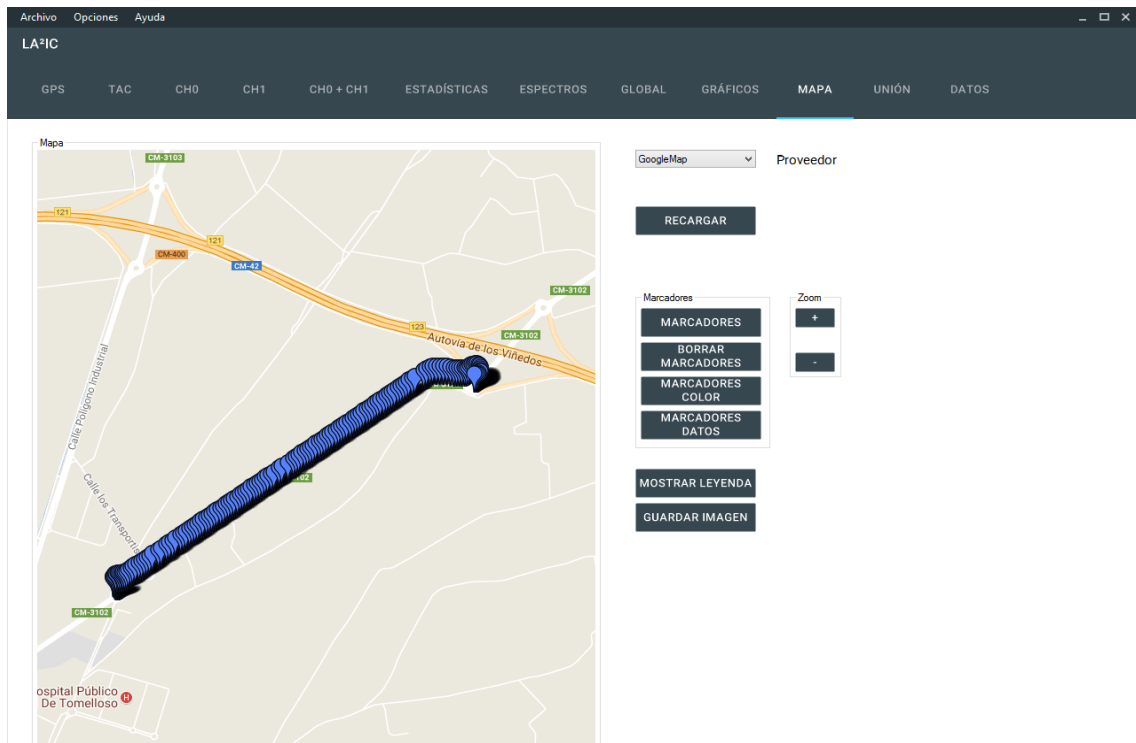 Archivo Opciones Ayuda
LA²IC
GPS TAC CH0 CH1 CH0 + CH1 ESTADÍSTICAS ESPECTROS GLOBAL GRÁFICOS MAPA UNIÓN DATOS
Mapa
CM-3103
121
121
CM-400
CM-42
CM-3102
123
CM-3102
Autovía de los Viñedos
Calle Polígono Industrial
Calle los Transportis
CM-3102
ospital Público
De Tomelloso
H
GoogleMap
Proveedor
RECARGAR
Marcadores
MARCADORES
BORRAR
MARCADORES
MARCADORES
COLOR
MARCADORES
DATOS
Zoom
+
-
MOSTRAR LEYENDA
GUARDAR IMAGEN